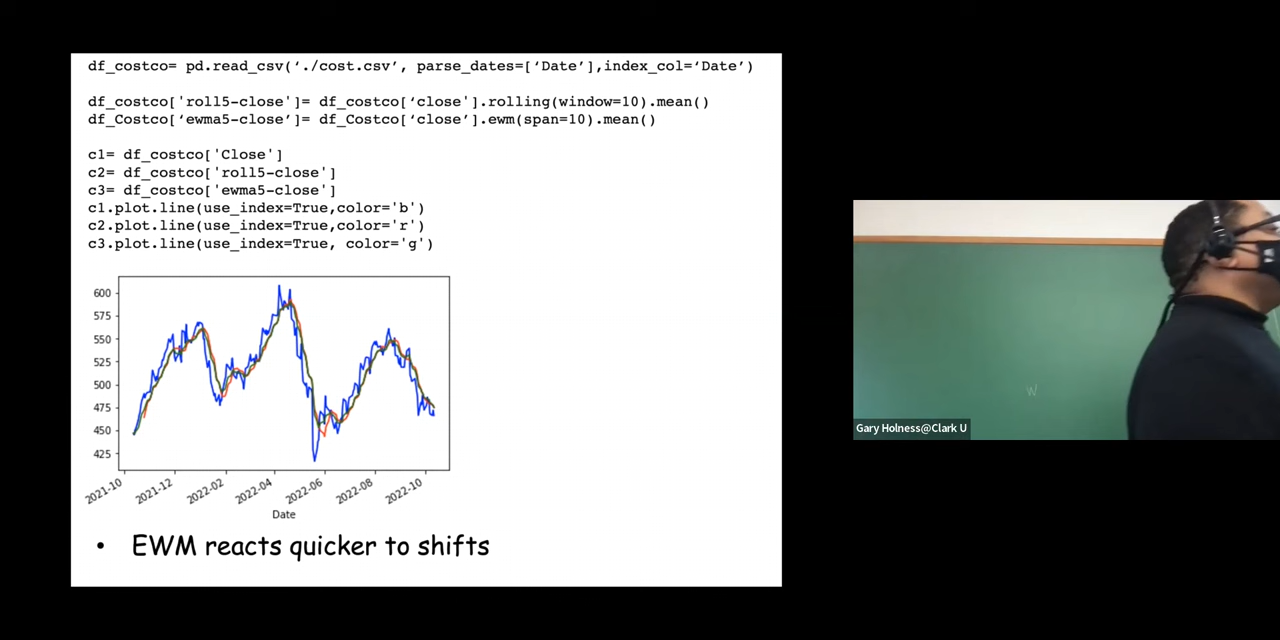 df_costco= pd.read_csv(‘./cost.csv’, parse_dates=[‘Date’],index_col=‘Date’)
df_costco['roll5-close']= df_costco[‘close’].rolling(window=10).mean()
df_Costco[‘ewma5-close’]= df_Costco[‘close’].ewm(span=10).mean()
c1= df_costco['Close']
c2= df_costco['roll5-close']
c3= df_costco['ewma5-close']
c1.plot.line(use_index=True,color='b')
c2.plot.line(use_index=True,color='r')
c3.plot.line(use_index=True, color='g')
600
575
550
525
500
475
450
425
2021-10 2021-12 2022-02 2022-04 2022-06 2022-08 2022-10
Date
• EWM reacts quicker to shifts
W
Gary Holness@Clark U